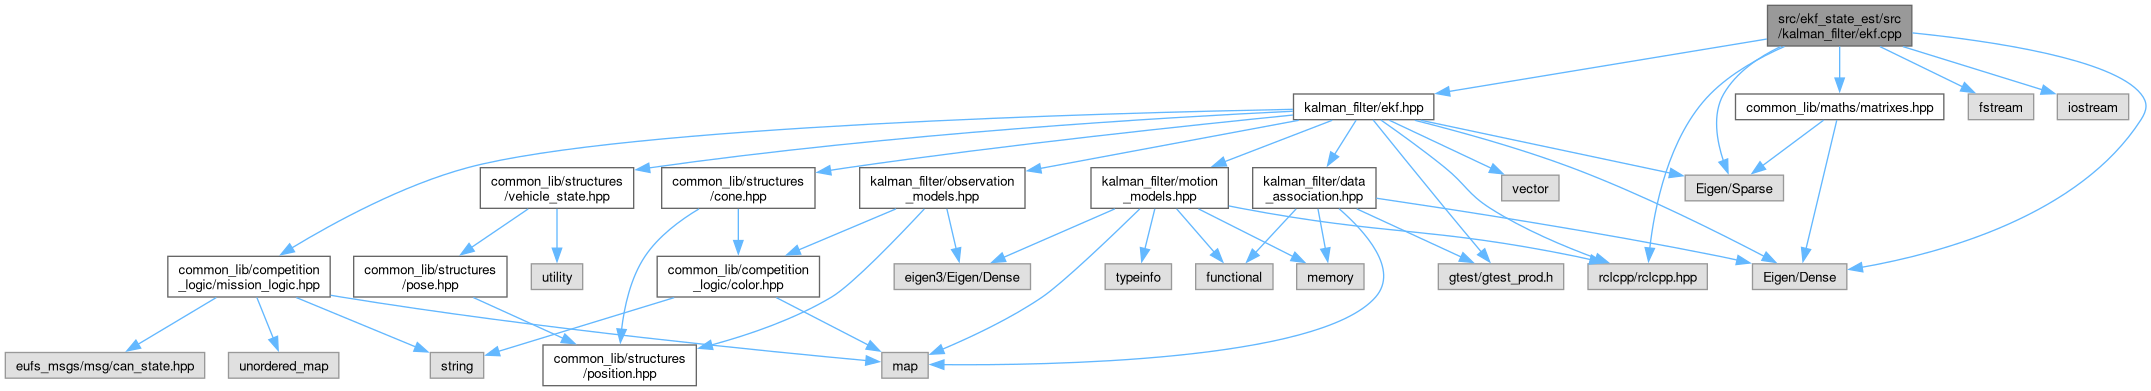 src/ekf_state_est/src
/kalman_filter/ekf.cpp
kalman_filter/ekf.hpp
common_lib/maths/matrixes.hpp
fstream
iostream
common_lib/structures
/vehicle_state.hpp
common_lib/structures
/cone.hpp
kalman_filter/observation
_models.hpp
kalman_filter/motion
_models.hpp
kalman_filter/data
_association.hpp
vector
Eigen/Sparse
common_lib/competition
_logic/mission_logic.hpp
common_lib/structures
/pose.hpp
utility
common_lib/competition
_logic/color.hpp
eigen3/Eigen/Dense
typeinfo
functional
memory
gtest/gtest_prod.h
rclcpp/rclcpp.hpp
Eigen/Dense
eufs_msgs/msg/can_state.hpp
unordered_map
string
common_lib/structures
/position.hpp
map